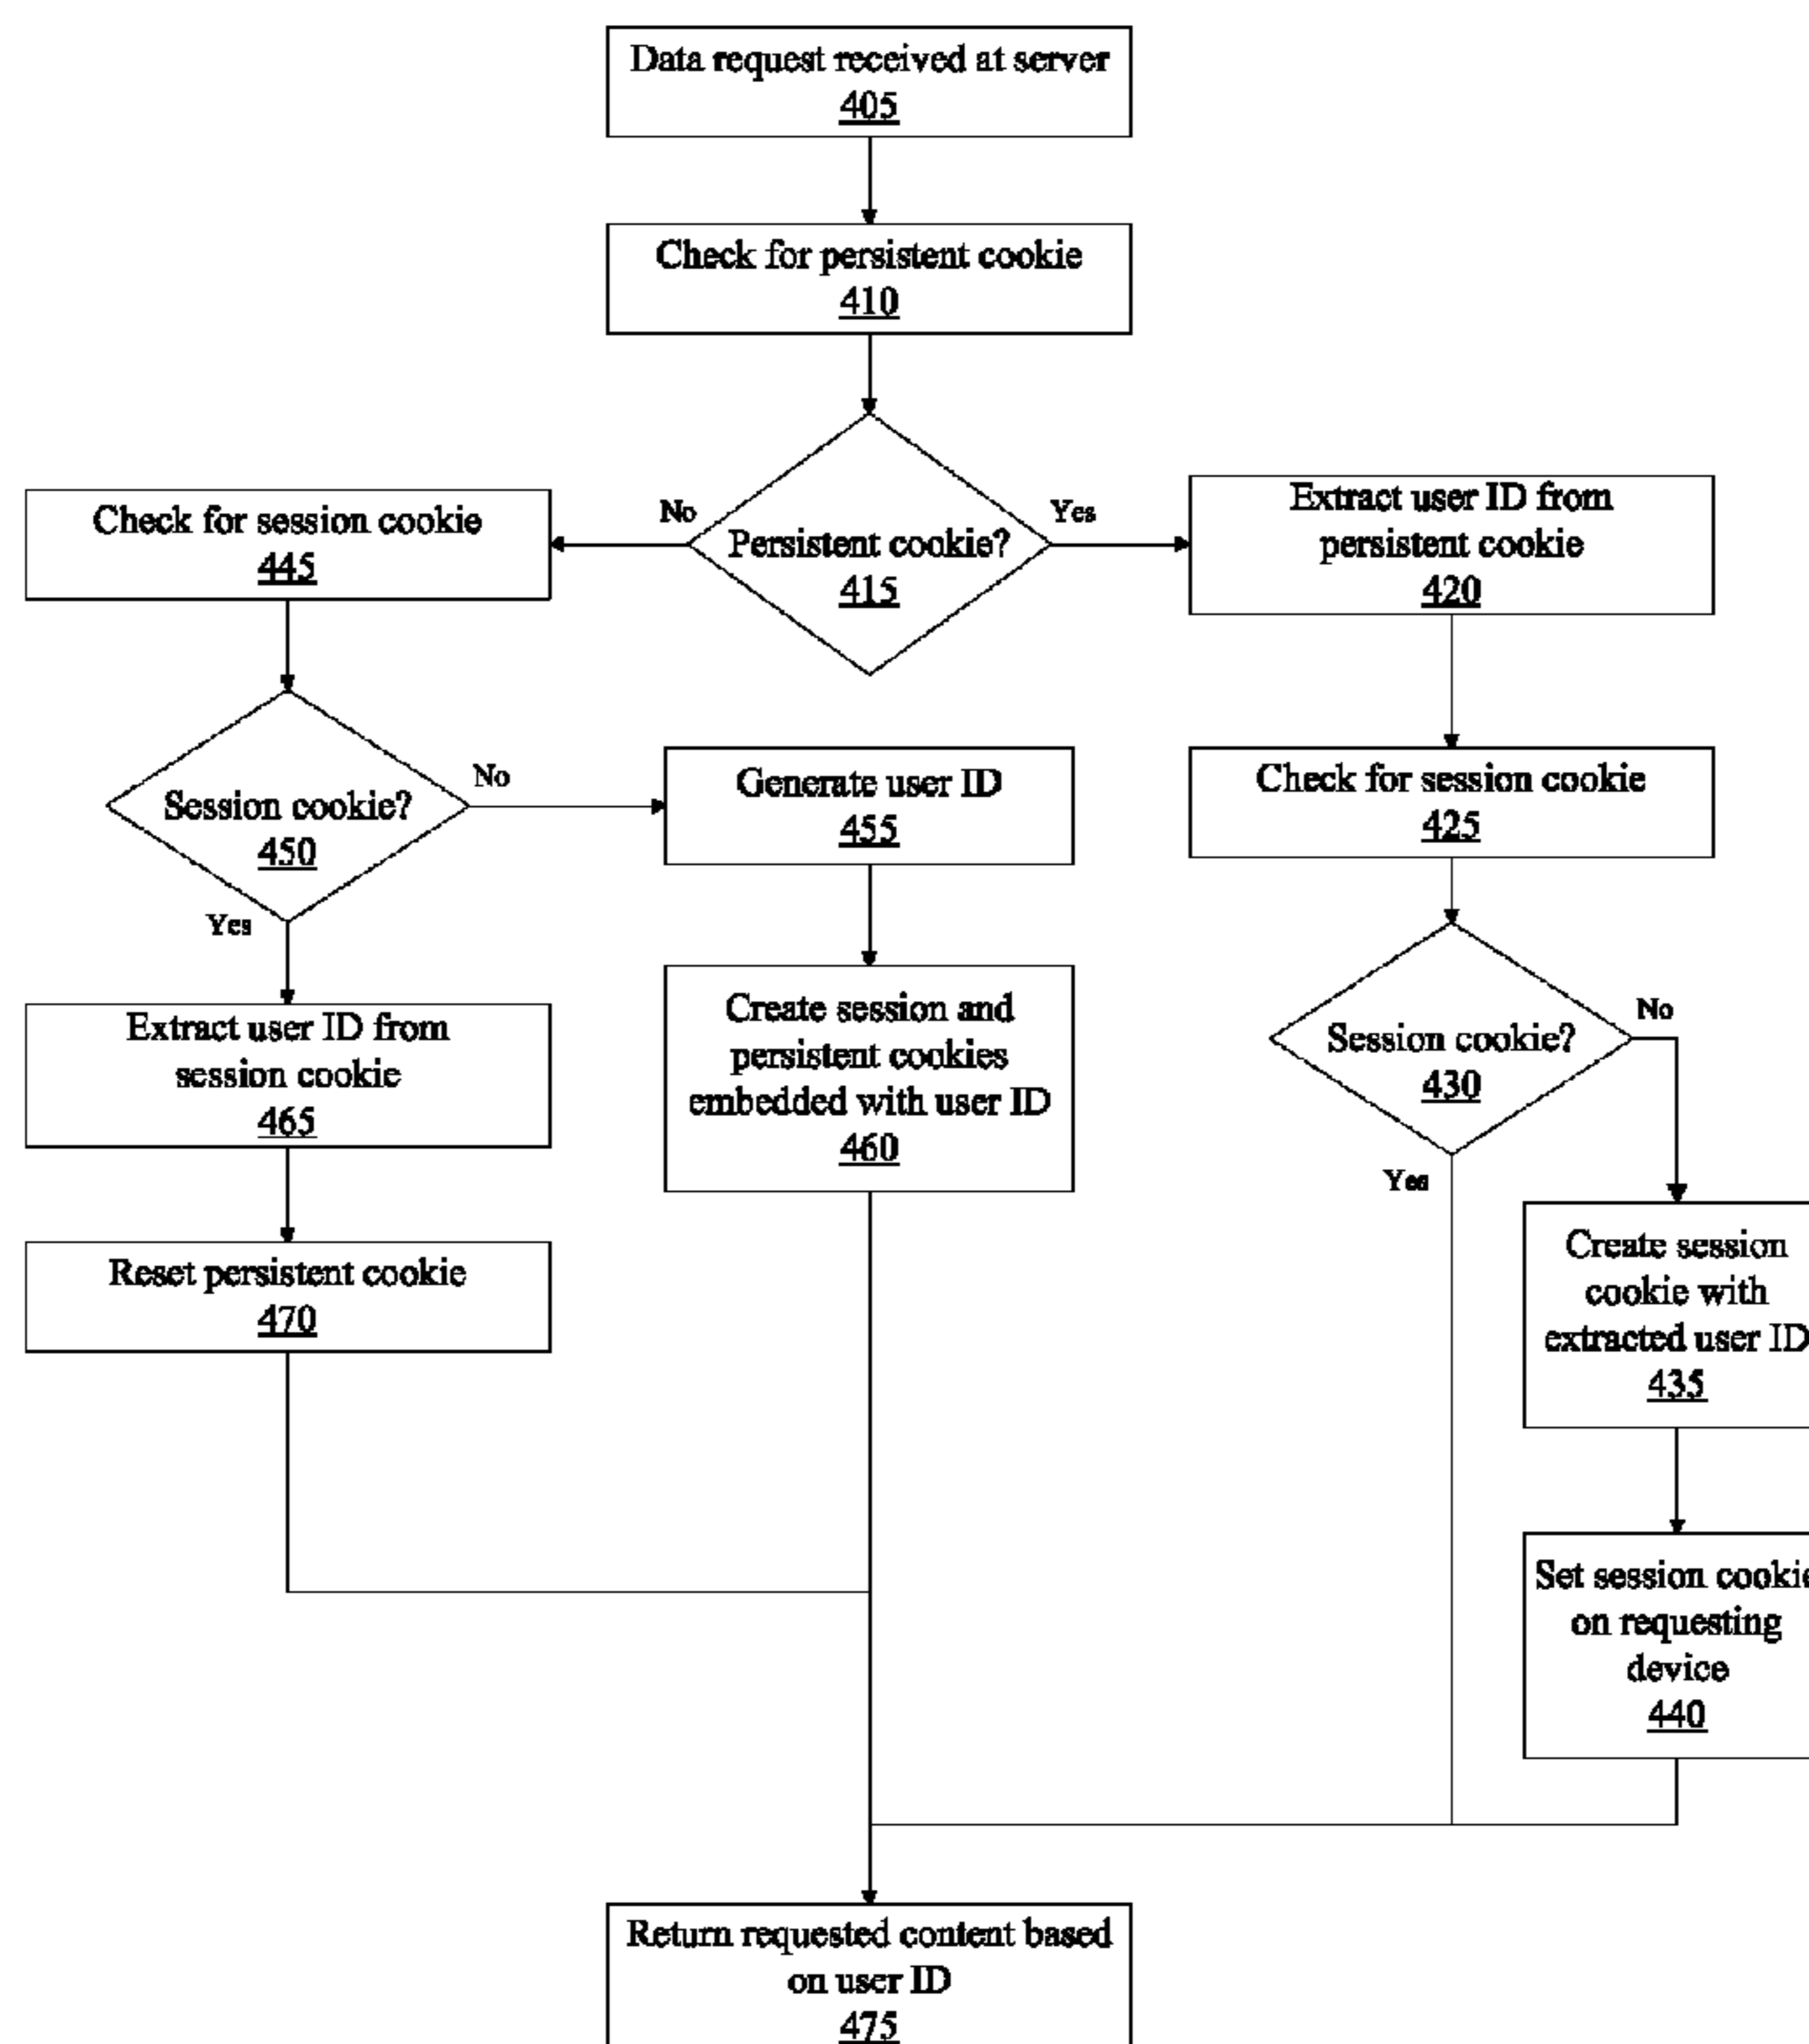 Data request received at server
405
Check for persistent cookie
410
Persistent cookie?
415
No
Yes
Check for session cookie
445
Extract user ID from
persistent cookie
420
Session cookie?
450
No
Yes
Generate user ID
455
Check for session cookie
425
Create session and
persistent cookies
embedded with user ID
460
Session cookie?
430
No
Yes
Extract user ID from
session cookie
465
Reset persistent cookie
470
Create session
cookie with
extracted user ID
435
Set session cookie
on requesting
device
440
Return requested content based
on user ID
475